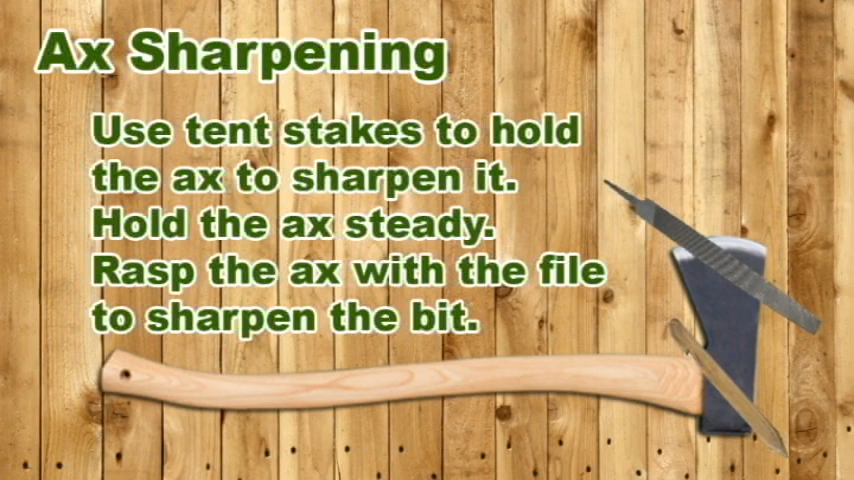 Ax Sharpening
Use tent stakes to hold
the ax to sharpen it.
Hold the ax steady.
Rasp the ax with the file
to sharpen the bit.